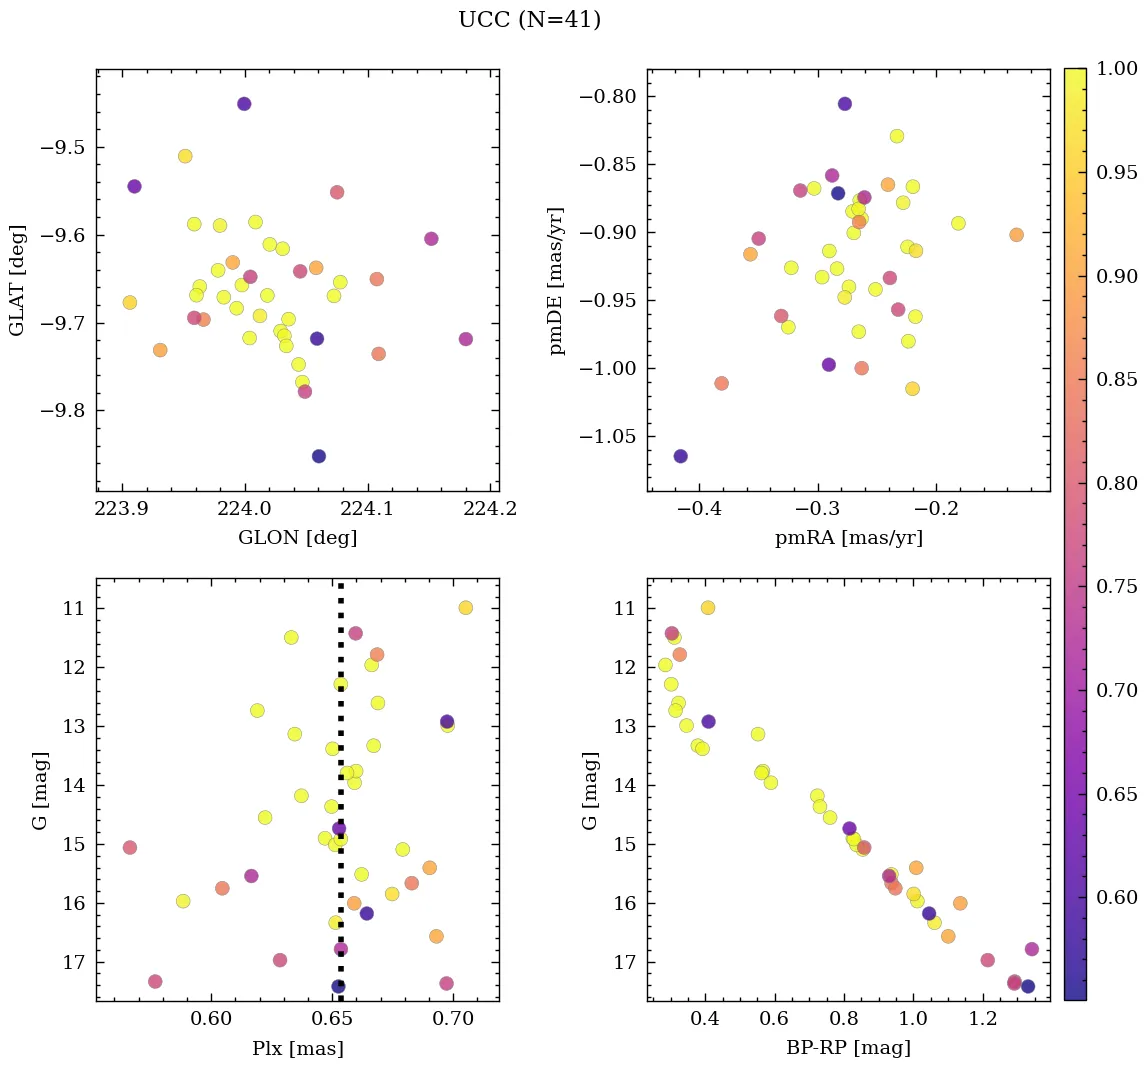 UCC (N=41)
−9.5
−9.6
−9.7
−9.8
GLAT [deg]
223.9 224.0 224.1 224.2
GLON [deg]
−0.80
−0.85
−0.90
−0.95
−1.00
−1.05
pmDE [mas/yr]
−0.4 −0.3 −0.2
pmRA [mas/yr]
11
12
13
14
15
16
17
G [mag]
0.60 0.65 0.70
Plx [mas]
11
12
13
14
15
16
17
G [mag]
0.4 0.6 0.8 1.0 1.2
BP-RP [mag]
1.00
0.95
0.90
0.85
0.80
0.75
0.70
0.65
0.60